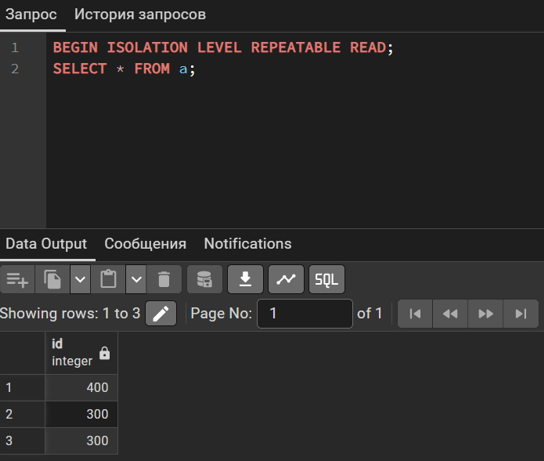 Запрос История запросов
1 BEGIN ISOLATION LEVEL REPEATABLE READ;
2 SELECT * FROM a;
Data Output Сообщения Notifications
SQL
Showing rows: 1 to 3 Page No: 1 of 1
id
integer
1 400
2 300
3 300